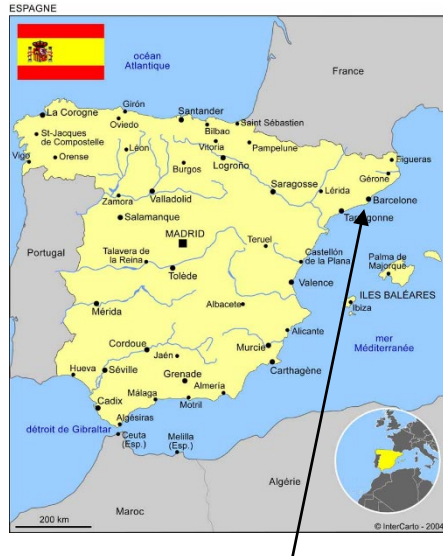 ESPAGNE
océan
Atlantique
France
La Corogne
Girón
Oviedo
Santander
Bilbao
Saint Sébastien
St-Jacques
de Compostelle
Léon
Vitoria
Pampelune
Vigo
Orense
Burgos
Logroño
Figueras
Gérone
Zamora
Valladolid
Saragosse
Lérida
Barcelone
Tarragonne
Salamanque
Portugal
MADRID
Teruel
Talavera de
la Reina
Castellón
de la Plana
Palma de
Majorque
Tolède
Valence
ILES BALÉARES
Ibiza
Mérida
Albacete
Alicante
mer
Méditerranée
Cordoue
Jaén
Murcie
Carthagène
Hueva
Séville
Grenade
Almería
Málaga
Motril
Cadix
Algésiras
détroit de Gibraltar
Ceuta
(Esp.)
Melilla
(Esp.)
Algérie
Maroc
200 km
© InterCarto - 2004